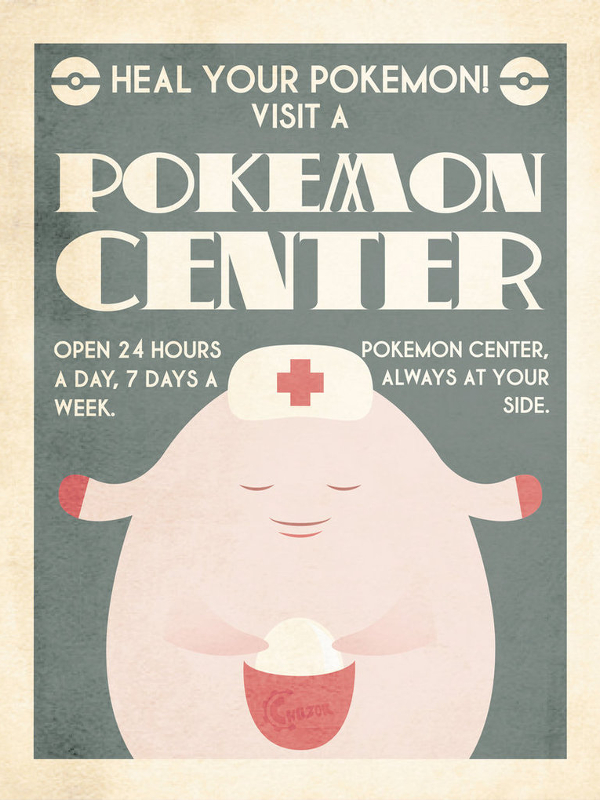 HEAL YOUR POKEMON!
VISIT A
POKEMON
CENTER
OPEN 24 HOURS
A DAY, 7 DAYS A
WEEK.
POKEMON CENTER,
ALWAYS AT YOUR
SIDE.